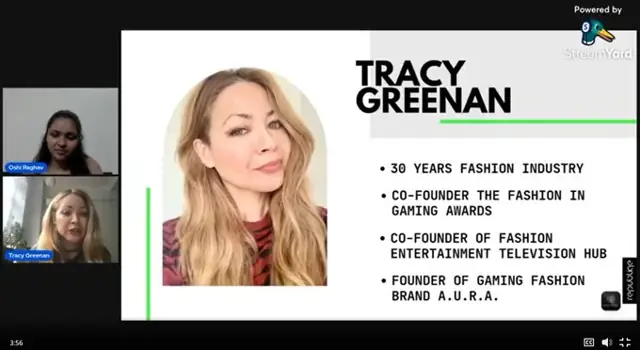 Powered by
StreamYard
TRACY
GREENAN
• 30 YEARS FASHION INDUSTRY
• CO-FOUNDER THE FASHION IN
GAMING AWARDS
• CO-FOUNDER OF FASHION
ENTERTAINMENT TELEVISION HUB
• FOUNDER OF GAMING FASHION
BRAND A.U.R.A.
Oshi Raghav
Tracy Greenan
3:56